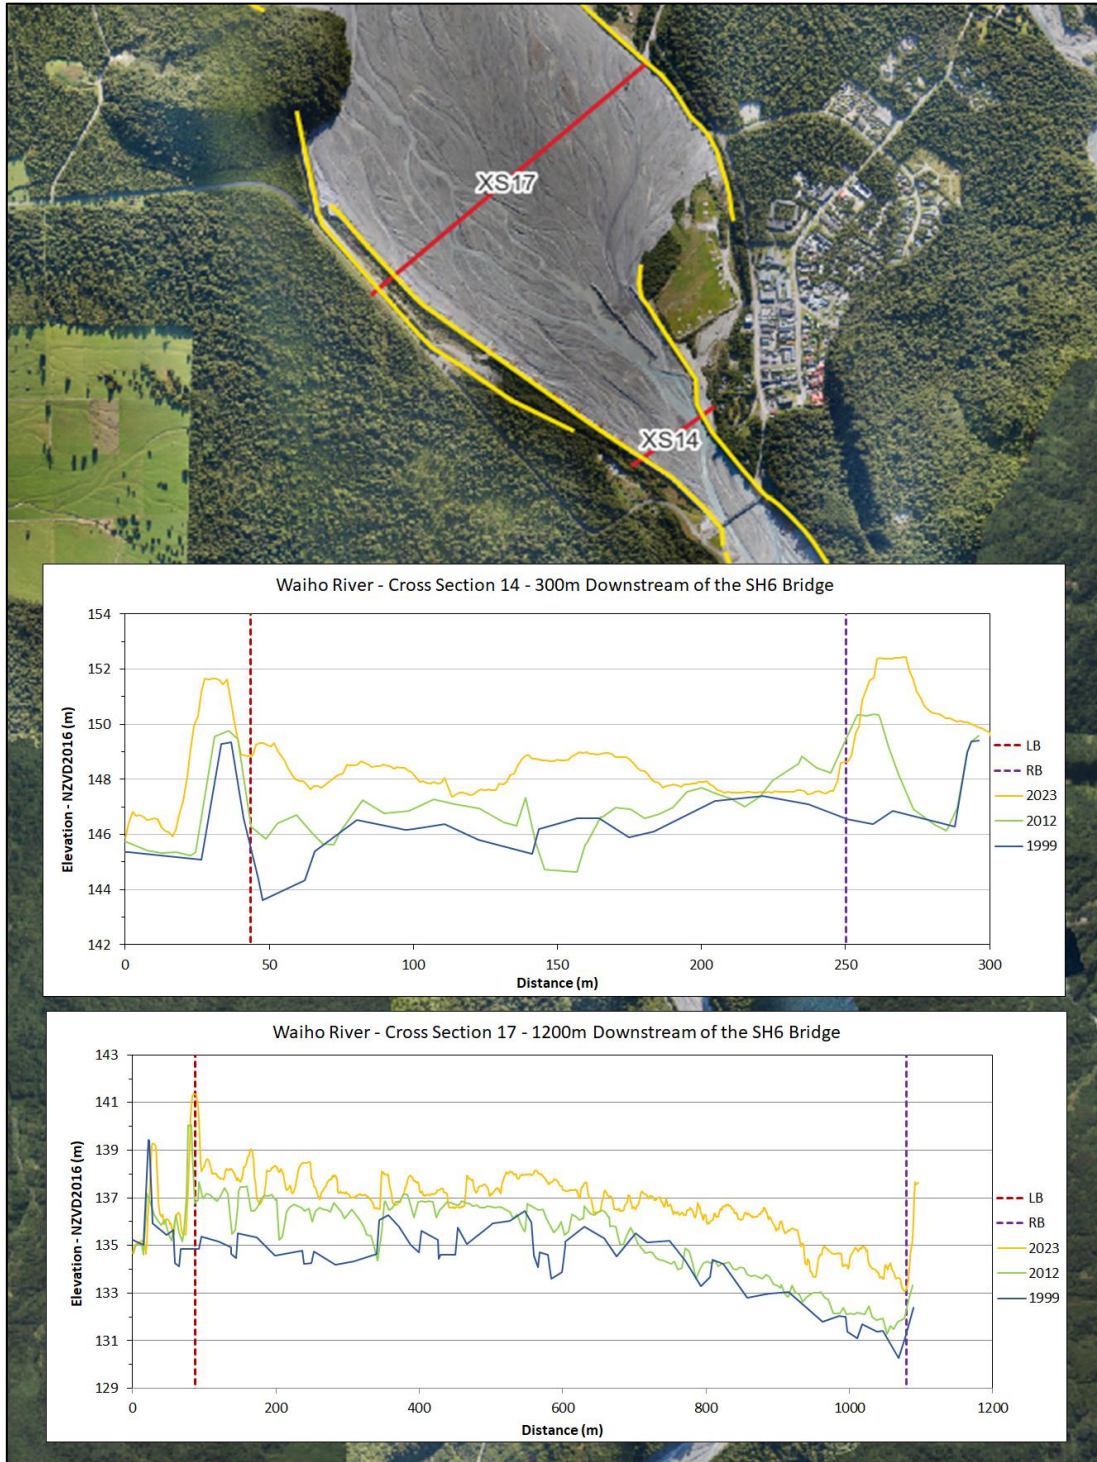 XS17
XS14
Waiho River - Cross Section 14 - 300m Downstream of the SH6 Bridge
Elevation - NZVD2016 (m)
154
152
150
148
146
144
142
0
50
100
150
200
250
300
Distance (m)
LB
RB
2023
2012
1999
Waiho River - Cross Section 17 - 1200m Downstream of the SH6 Bridge
Elevation - NZVD2016 (m)
143
141
139
137
135
133
131
129
0
200
400
600
800
1000
1200
Distance (m)
LB
RB
2023
2012
1999